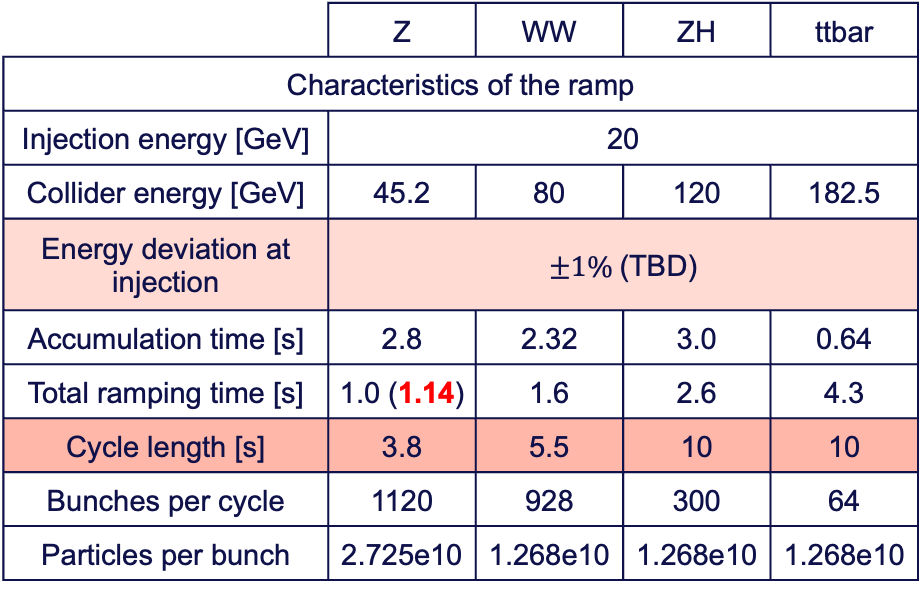 Z WW ZH ttbar
Characteristics of the ramp
Injection energy [GeV] 20
Collider energy [GeV] 45.2 80 120 182.5
Energy deviation at
injection
±1% (TBD)
Accumulation time [s] 2.8 2.32 3.0 0.64
Total ramping time [s] 1.0 (1.14) 1.6 2.6 4.3
Cycle length [s] 3.8 5.5 10 10
Bunches per cycle 1120 928 300 64
Particles per bunch 2.725e10 1.268e10 1.268e10 1.268e10